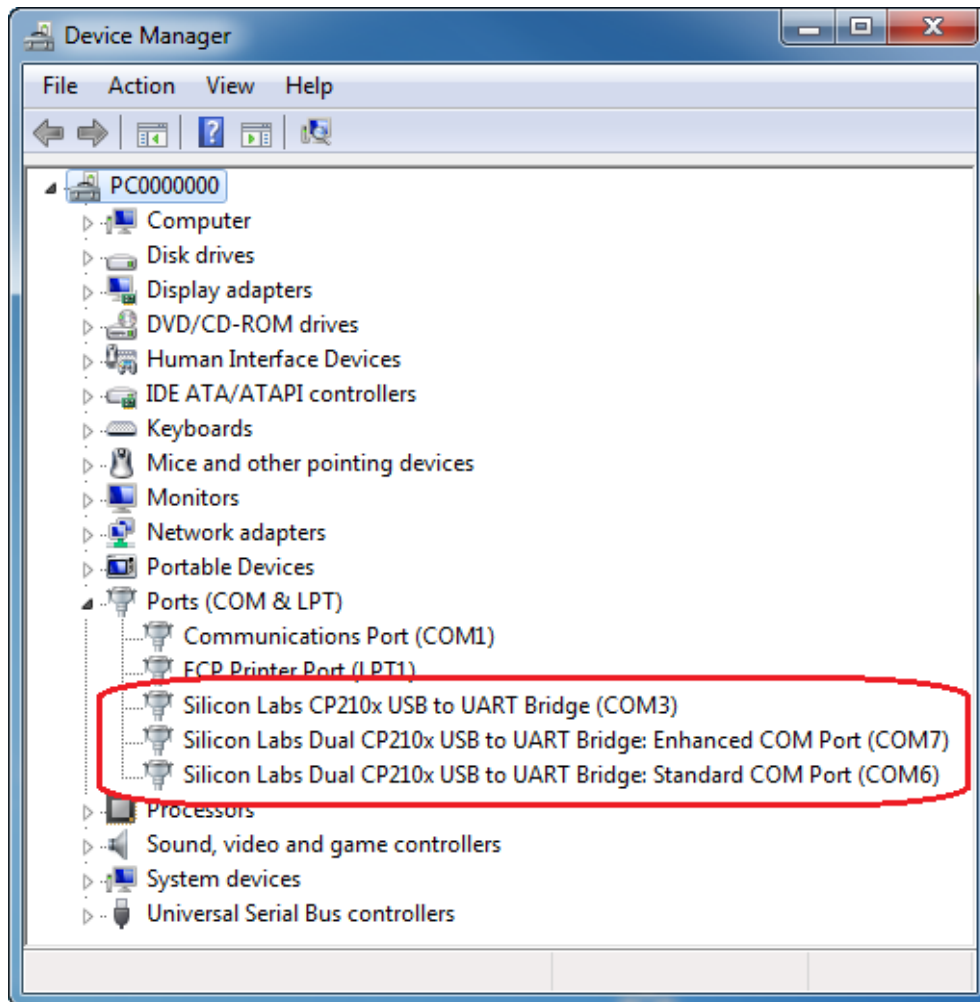 Device Manager
File Action View Help
PC0000000
Computer
Disk drives
Display adapters
DVD/CD-ROM drives
Human Interface Devices
IDE ATA/ATAPI controllers
Keyboards
Mice and other pointing devices
Monitors
Network adapters
Portable Devices
Ports (COM & LPT)
Communications Port (COM1)
ECP Printer Port (LPT1)
Silicon Labs CP210x USB to UART Bridge (COM3)
Silicon Labs Dual CP210x USB to UART Bridge: Enhanced COM Port (COM7)
Silicon Labs Dual CP210x USB to UART Bridge: Standard COM Port (COM6)
Processors
Sound, video and game controllers
System devices
Universal Serial Bus controllers